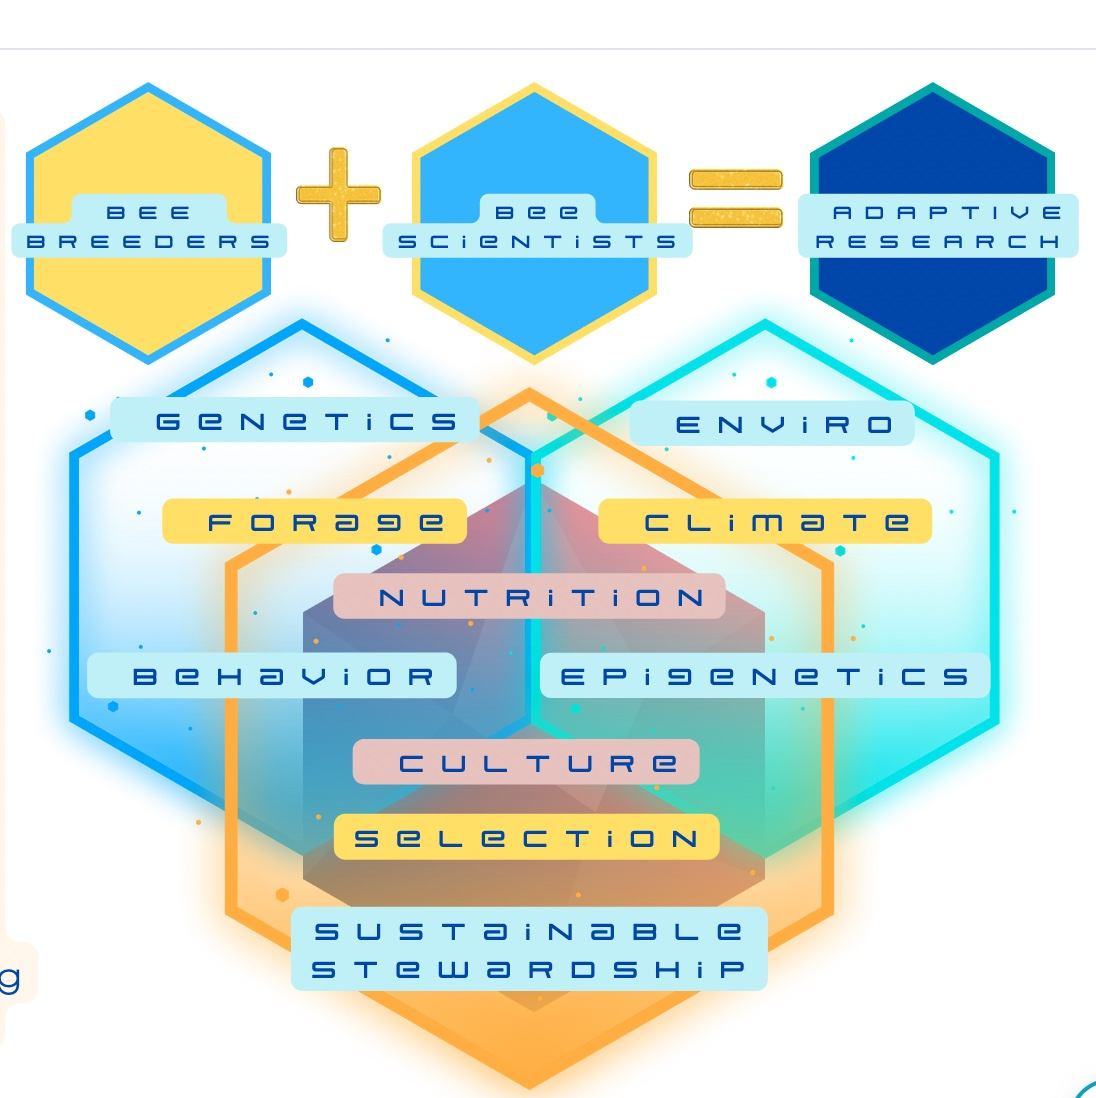 BEE
BREEDERS
Bee
SCieNTiSTS
ADAPTIVE
RESEARCH
GeNeTiCS
ENViRO
FORage
CLimaTe
NUTRiTiON
BeHaViOR
EPigeNeTiCS
CULTURe
SeLeCTiON
SUSTaiNaBLe
STewaRDSHiP
g